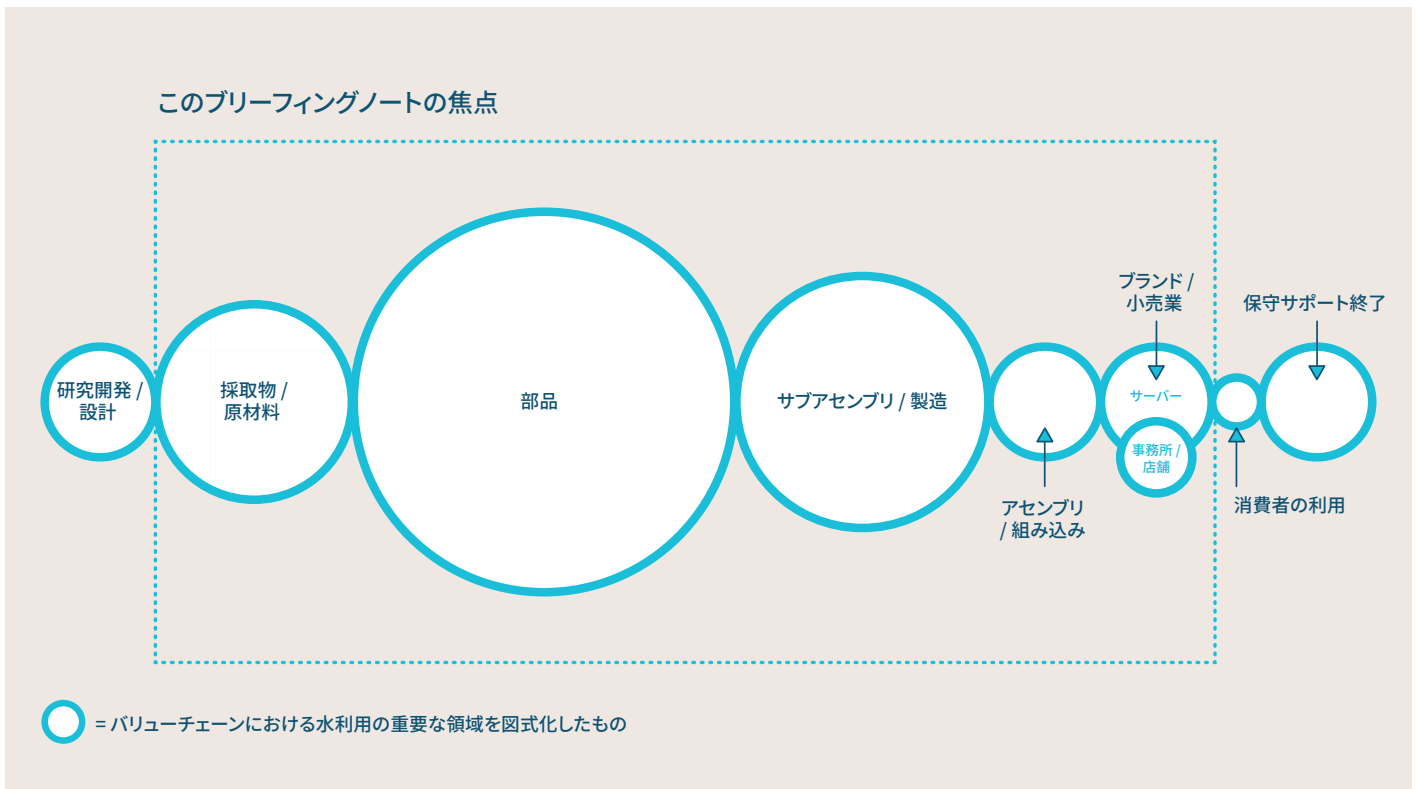 このブリーフィングノートの焦点
研究開発 /
設計
採取物 /
原材料
部品
サブアセンブリ / 製造
アセンブリ
/ 組み込み
ブランド /
小売業
サーバー
事務所 /
店舗
消費者の利用
保守サポート終了
= バリューチェーンにおける水利用の重要な領域を図式化したもの